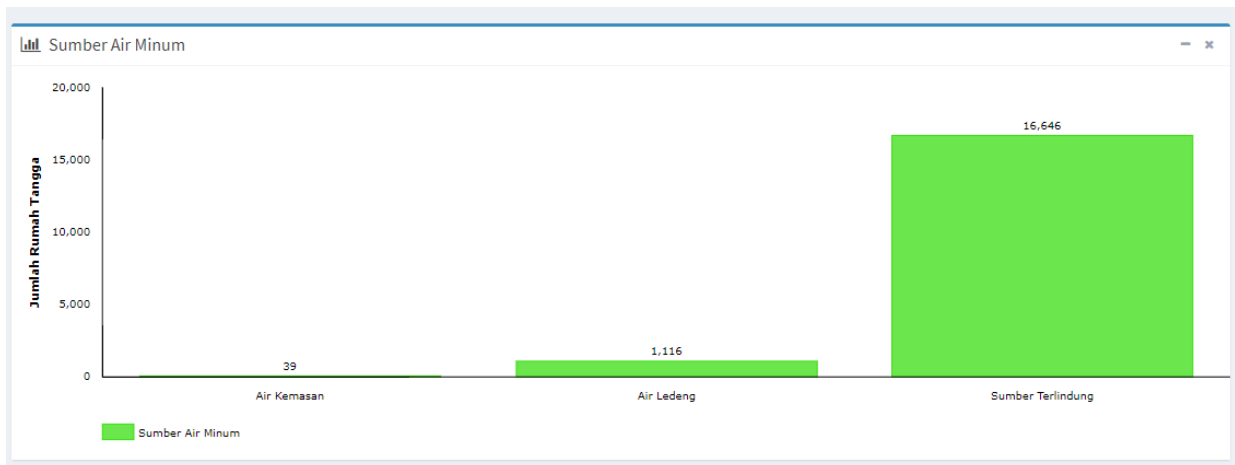 Sumber Air Minum
20,000
15,000
10,000
5,000
0
Jumlah Rumah Tangga
39
1,116
16,646
Air Kemasan
Air Ledeng
Sumber Terlindung
Sumber Air Minum